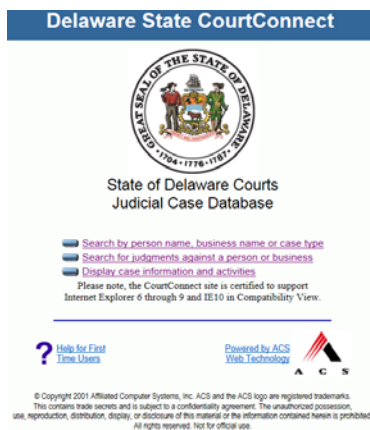 Delaware State CourtConnect
GREAT SEAL OF THE STATE OF DELAWARE
1704 • 1776 • 1787
State of Delaware Courts
Judicial Case Database
Search by person name, business name or case type
Search for judgments against a person or business
Display case information and activities
Please note, the CourtConnect site is certified to support
Internet Explorer 6 through 9 and IE10 in Compatibility View.
? Help for First
Time Users
Powered by ACS
Web Technology
A C S
© Copyright 2001 Affiliated Computer Systems, Inc. ACS and the ACS logo are registered trademarks.
This contains trade secrets and is subject to a confidentiality agreement. The unauthorized possession,
use, reproduction, distribution, display, or disclosure of this material or the information contained herein is prohibited.
All rights reserved. Not for official use.